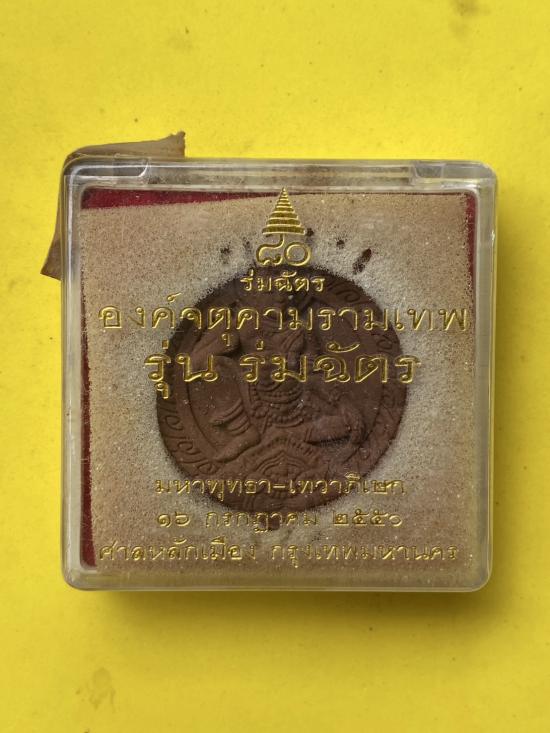 ๘๐
ร่มฉัตร
องค์จตุคามรามเทพ
รุ่น ร่มฉัตร
มหาพุทธา-เทวาภิเษก
๑๖ กรกฏาคม ๒๕๕๐
ศาลหลักเมือง กรุงเทพมหานคร